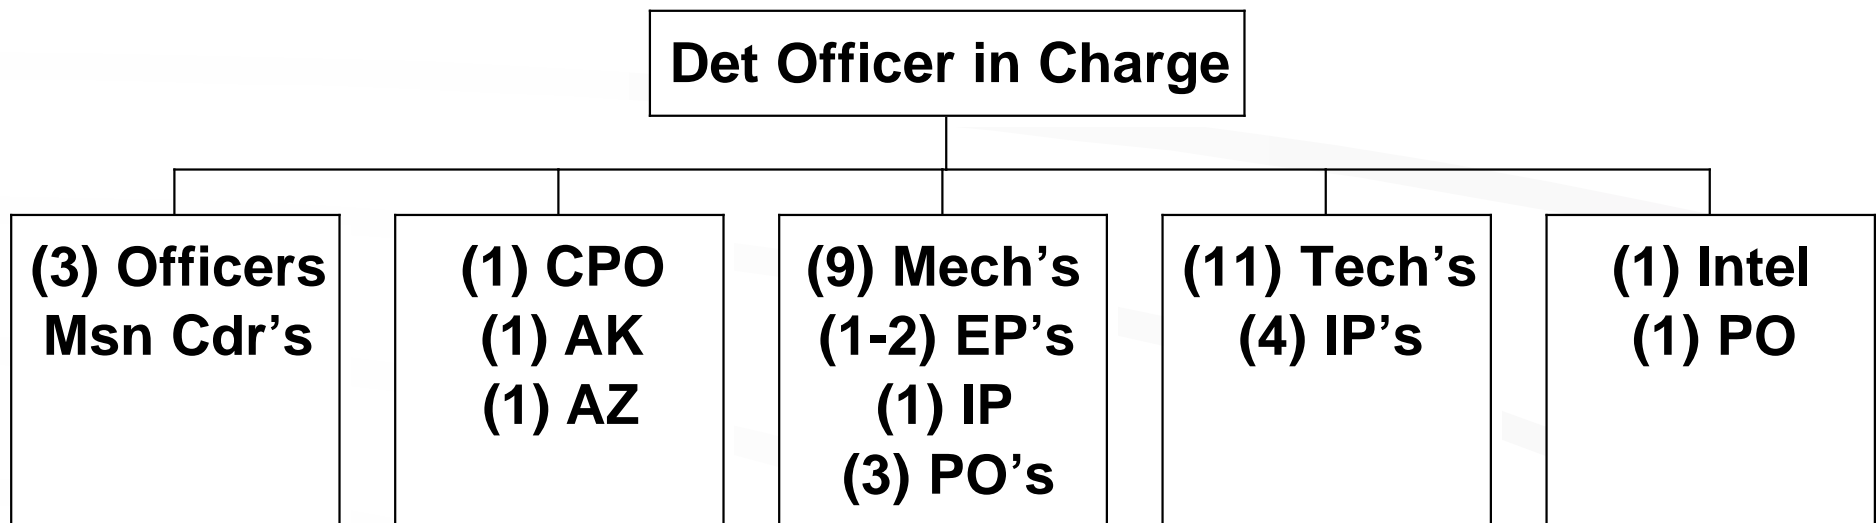 Det Officer in Charge
(3) Officers
Msn Cdr’s
(1) CPO
(1) AK
(1) AZ
(9) Mech’s
(1-2) EP’s
(1) IP
(3) PO’s
(11) Tech’s
(4) IP’s
(1) Intel
(1) PO